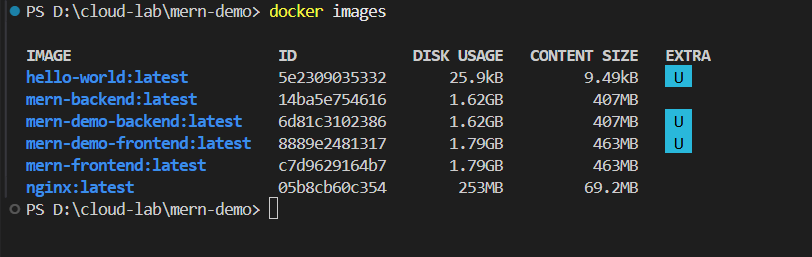 PS D:\cloud-lab\mern-demo> docker images
IMAGE ID DISK USAGE CONTENT SIZE EXTRA
hello-world:latest 5e2309035332 25.9kB 9.49kB U
mern-backend:latest 14ba5e754616 1.62GB 407MB
mern-demo-backend:latest 6d81c3102386 1.62GB 407MB U
mern-demo-frontend:latest 8889e2481317 1.79GB 463MB U
mern-frontend:latest c7d9629164b7 1.79GB 463MB
nginx:latest 05b8cb60c354 253MB 69.2MB
PS D:\cloud-lab\mern-demo>